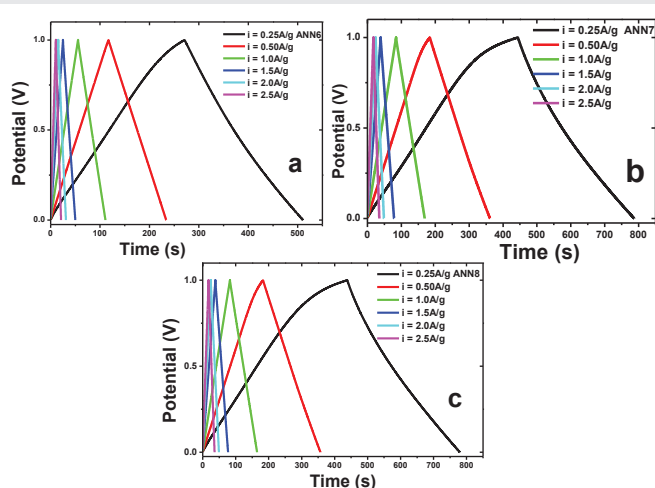 i = 0.25A/g ANN6
i = 0.50A/g
i = 1.0A/g
i = 1.5A/g
i = 2.0A/g
i = 2.5A/g
1.0
0.5
0.0
Potential (V)
a
0 100 200 300 400 500
Time (s)
i = 0.25A/g ANN7
i = 0.50A/g
i = 1.0A/g
i = 1.5A/g
i = 2.0A/g
i = 2.5A/g
1.0
0.5
0.0
Potential (V)
b
0 100 200 300 400 500 600 700 800
Time (s)
i = 0.25A/g ANN8
i = 0.50A/g
i = 1.0A/g
i = 1.5A/g
i = 2.0A/g
i = 2.5A/g
1.0
0.5
0.0
Potential (V)
c
0 100 200 300 400 500 600 700 800
Time (s)